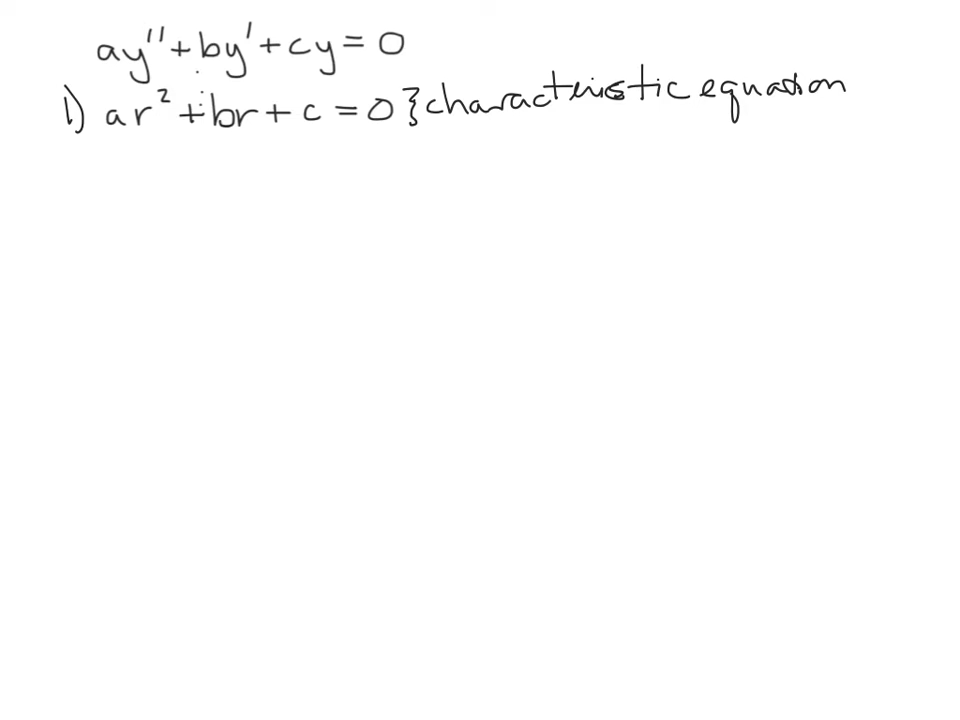 ay'' + by' + cy = 0
1) ar² + br + c = 0 } characteristic equation